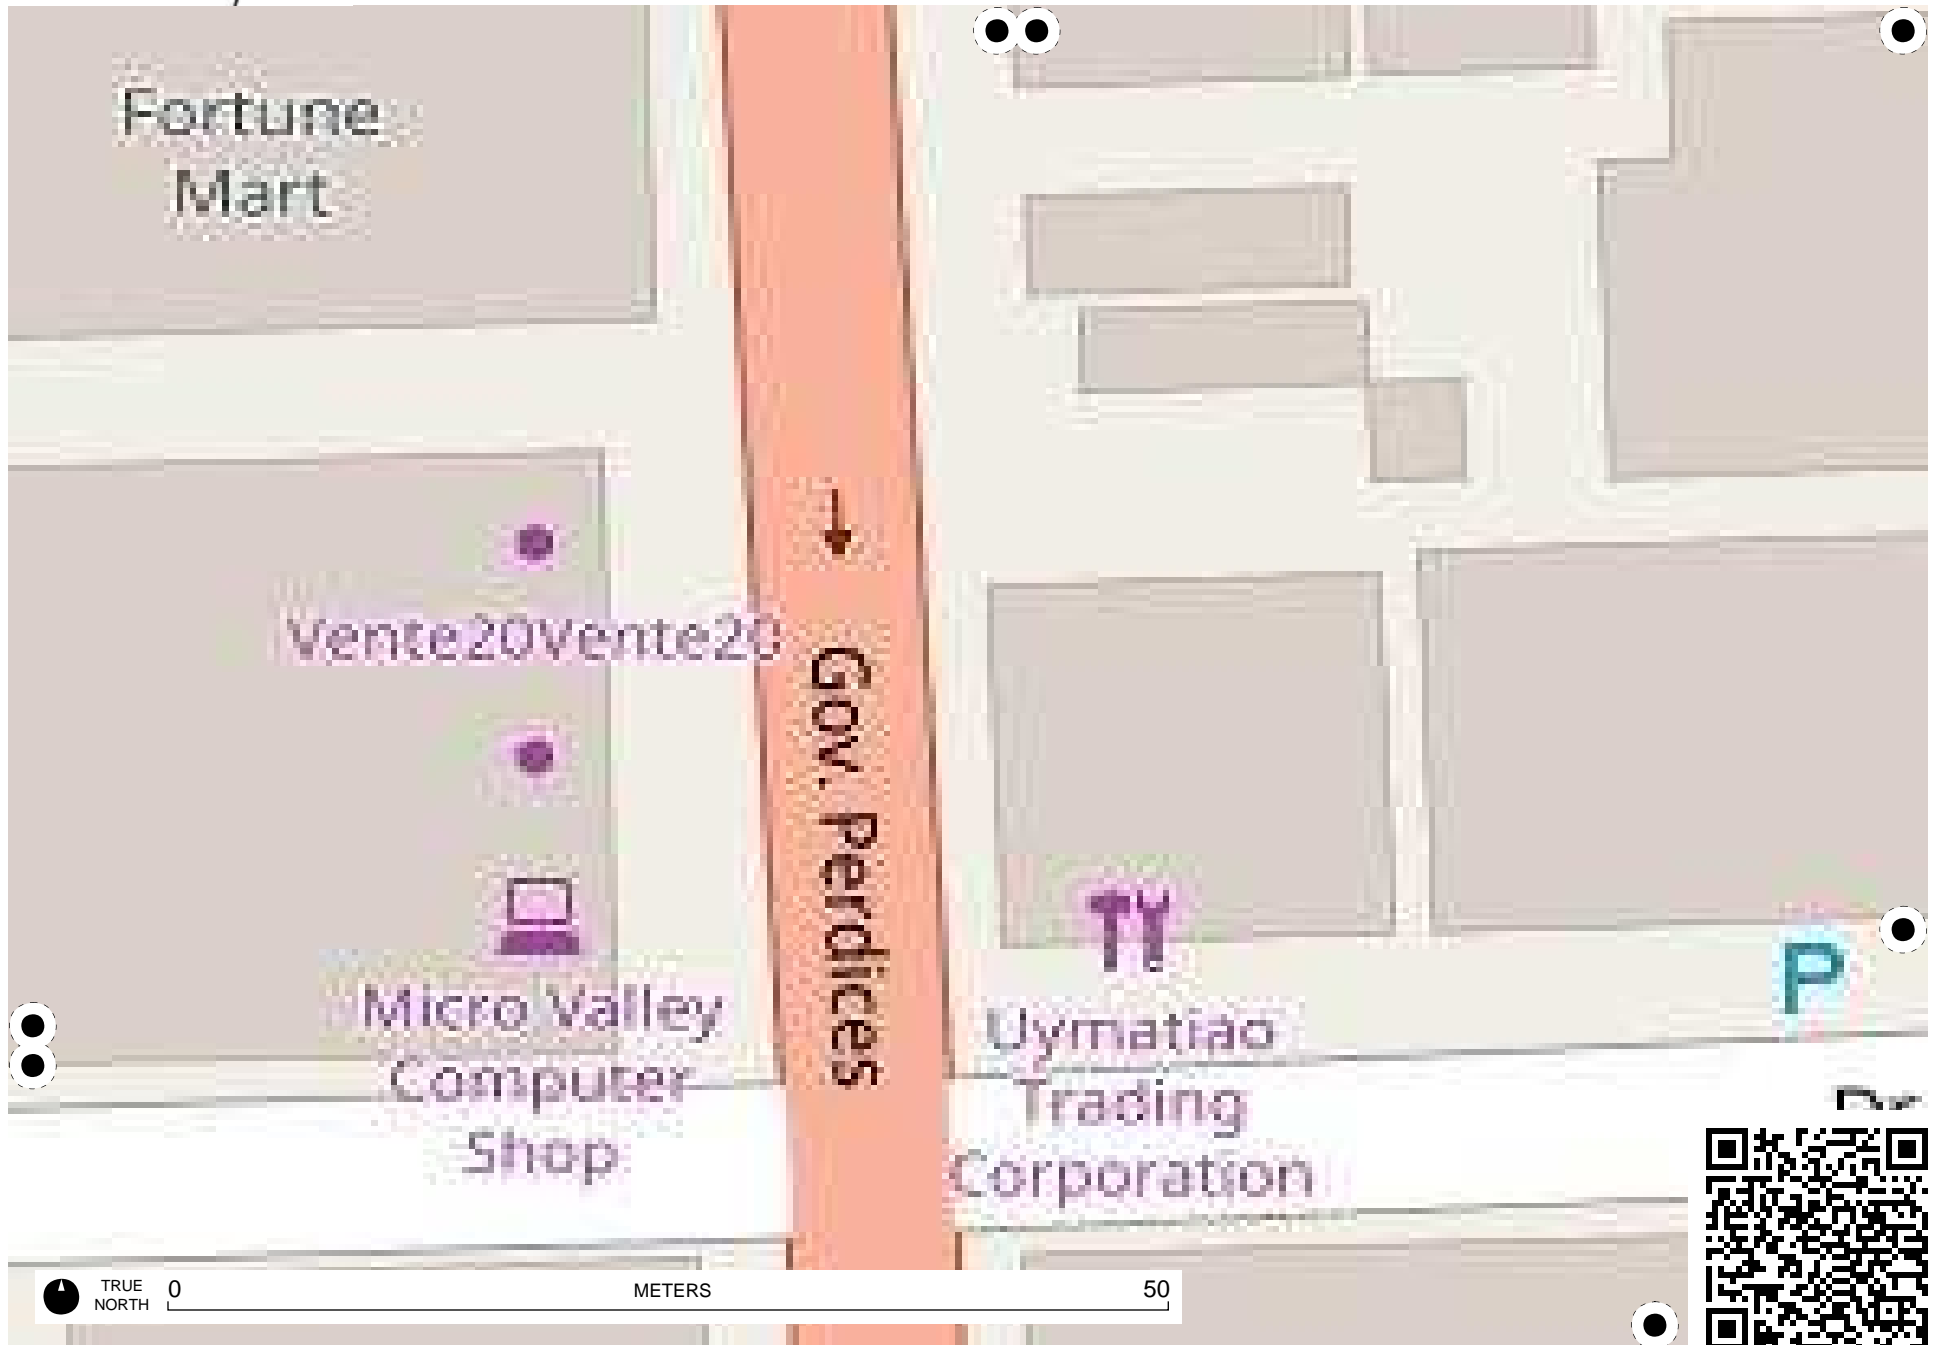 Fortune
Mart
Vente20Vente20
Gov. Perdices
Micro Valley
Computer
Shop
Uymatiao
Trading
Corporation
P
TRUE
NORTH
0
METERS
50